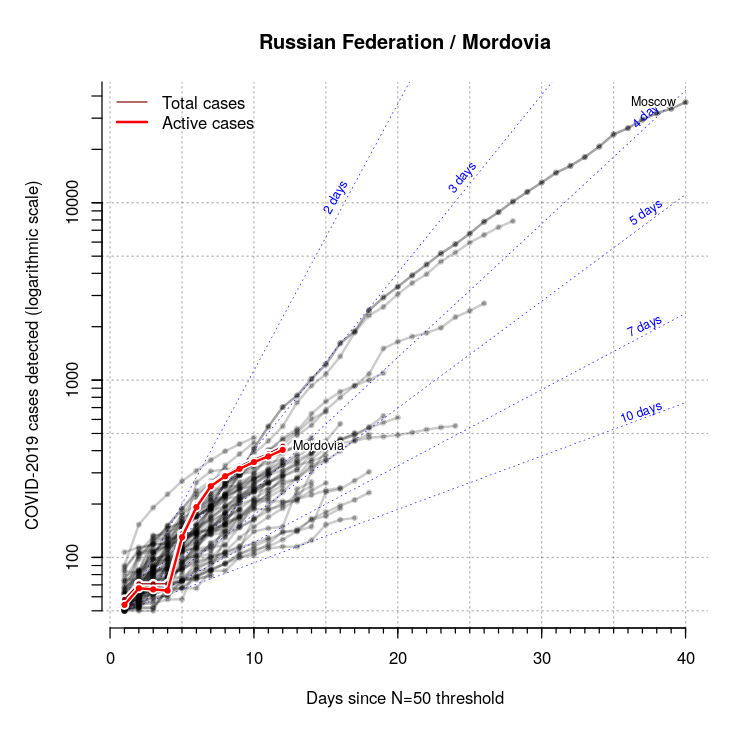 Russian Federation / Mordovia
Total cases
Active cases
Moscow
4 day
2 days
3 days
5 days
7 days
10 days
Mordovia
COVID-2019 cases detected (logarithmic scale)
10000
1000
100
0 10 20 30 40
Days since N=50 threshold